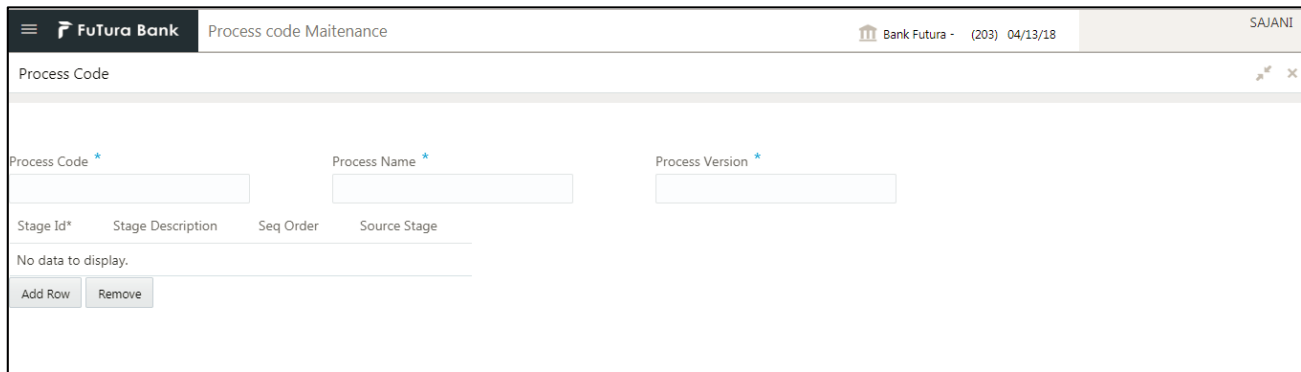 FuTura Bank Process code Maitenance Bank Futura - (203) 04/13/18 SAJANI
Process Code
Process Code * Process Name * Process Version *
Stage Id* Stage Description Seq Order Source Stage
No data to display.
Add Row Remove